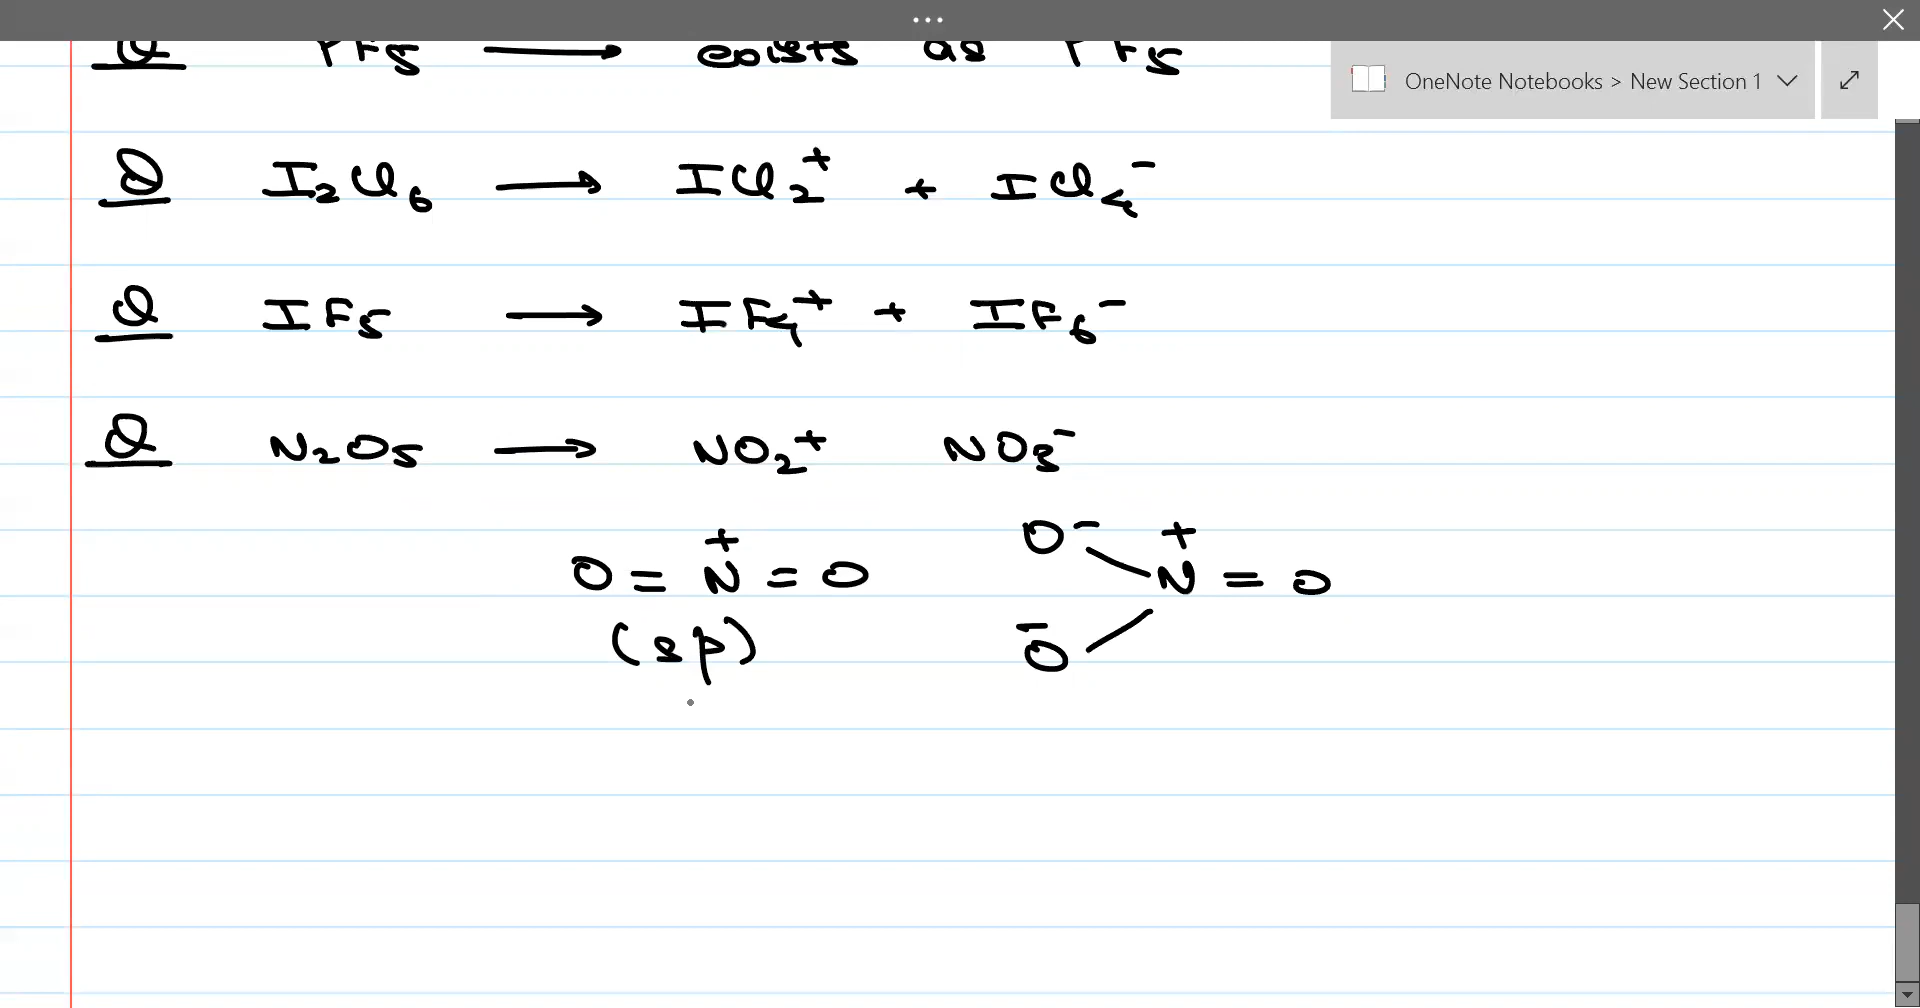 ...
Q PF5 ⟶ exists as PF5
OneNote Notebooks > New Section 1
Q I₂Cl₆ ⟶ ICl₂⁺ + ICl₄⁻
Q IF₅ ⟶ IF₄⁺ + IF₆⁻
Q N₂O₅ ⟶ NO₂⁺ NO₃⁻
O = N⁺ = O
O⁻ N⁺ = O
(sp) O⁻